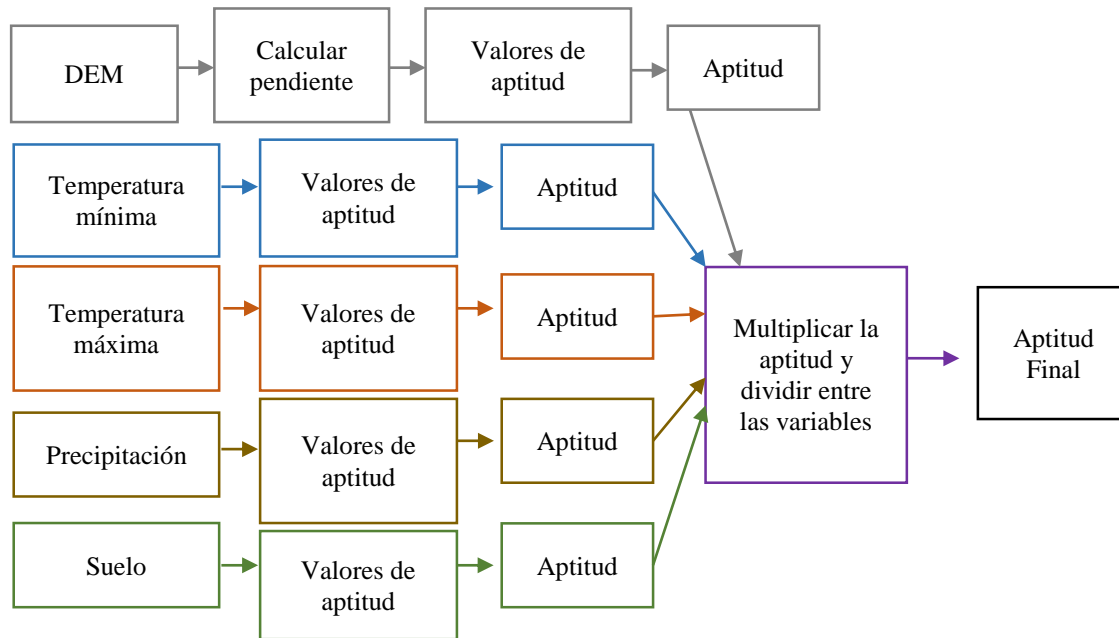 DEM
Calcular
pendiente
Valores de
aptitud
Aptitud
Temperatura
mínima
Valores de
aptitud
Aptitud
Temperatura
máxima
Valores de
aptitud
Aptitud
Precipitación
Valores de
aptitud
Aptitud
Suelo
Valores de
aptitud
Aptitud
Multiplicar la
aptitud y
dividir entre
las variables
Aptitud
Final